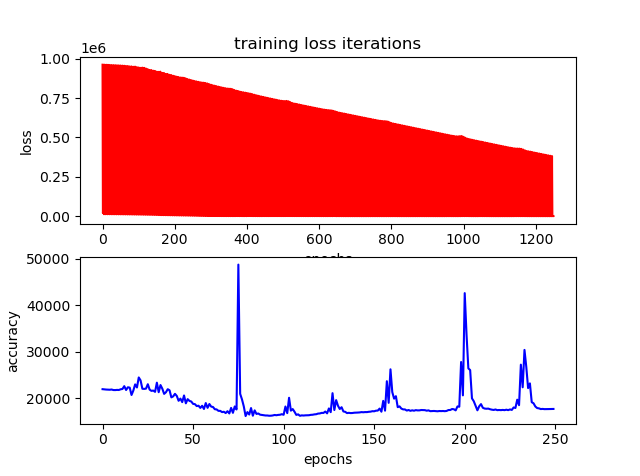 training loss iterations
1e6
1.00
0.75
0.50
0.25
0.00
loss
0 200 400 600 800 1000 1200
epochs
50000
40000
30000
20000
accuracy
0 50 100 150 200 250
epochs